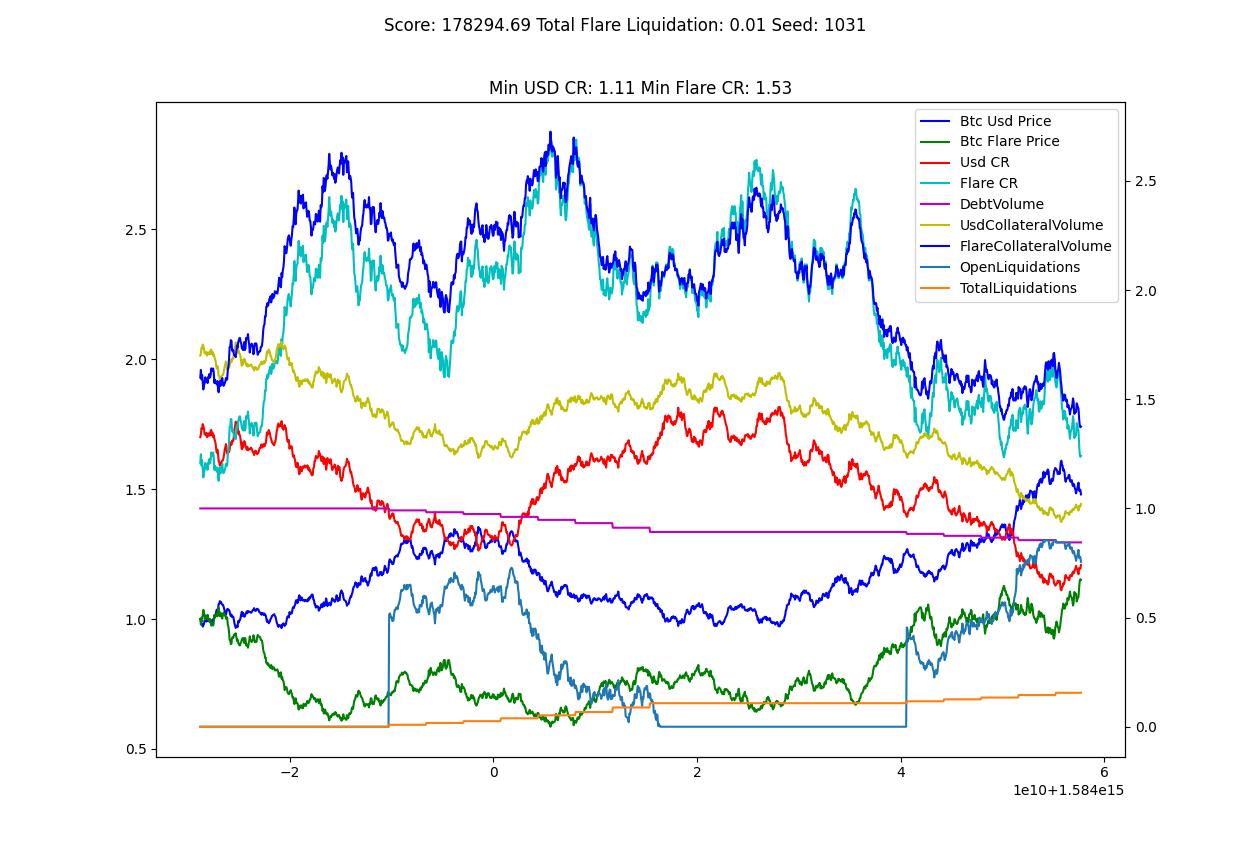 Score: 178294.69 Total Flare Liquidation: 0.01 Seed: 1031
Min USD CR: 1.11 Min Flare CR: 1.53
Btc Usd Price
Btc Flare Price
Usd CR
Flare CR
DebtVolume
UsdCollateralVolume
FlareCollateralVolume
OpenLiquidations
TotalLiquidations
2.5
2.0
1.5
1.0
0.5
2.5
2.0
1.5
1.0
0.5
0.0
−2
0
2
4
6
1e10+1.584e15